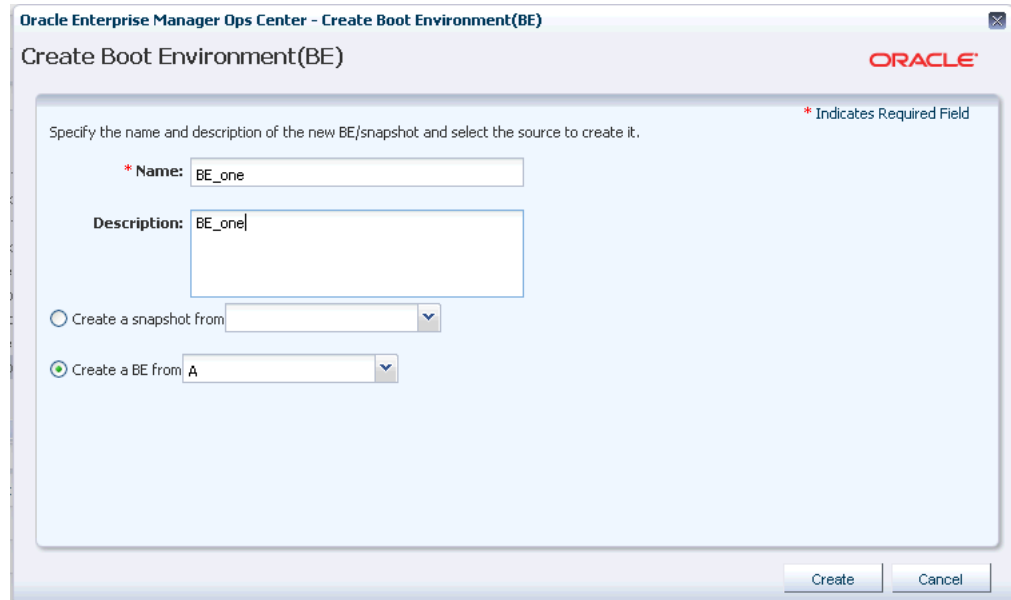 Oracle Enterprise Manager Ops Center - Create Boot Environment(BE)
Create Boot Environment(BE)
ORACLE
* Indicates Required Field
Specify the name and description of the new BE/snapshot and select the source to create it.
* Name: BE_one
Description: BE_one
Create a snapshot from
Create a BE from A
Create Cancel